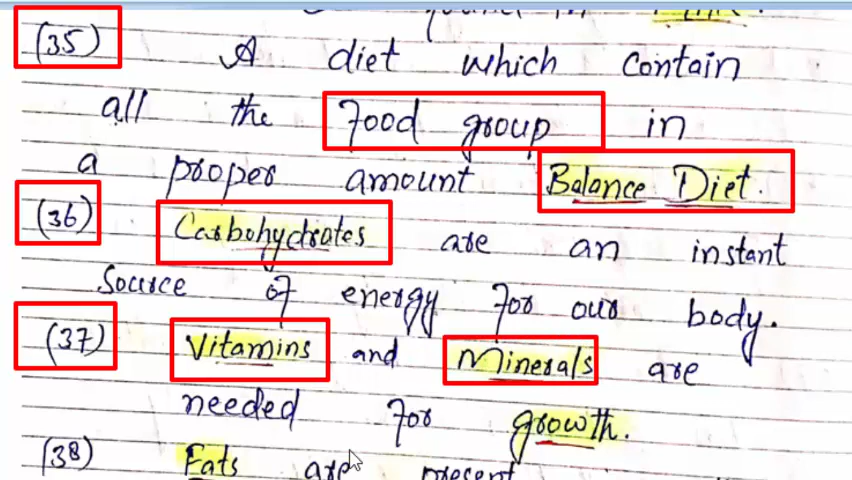 (35) A diet which contain
all the Food group in
a proper amount Balance Diet.
(36) Carbohydrates are an instant
Source of energy for our body.
(37) Vitamins and Minerals are
needed for growth.
(38) Fats are present